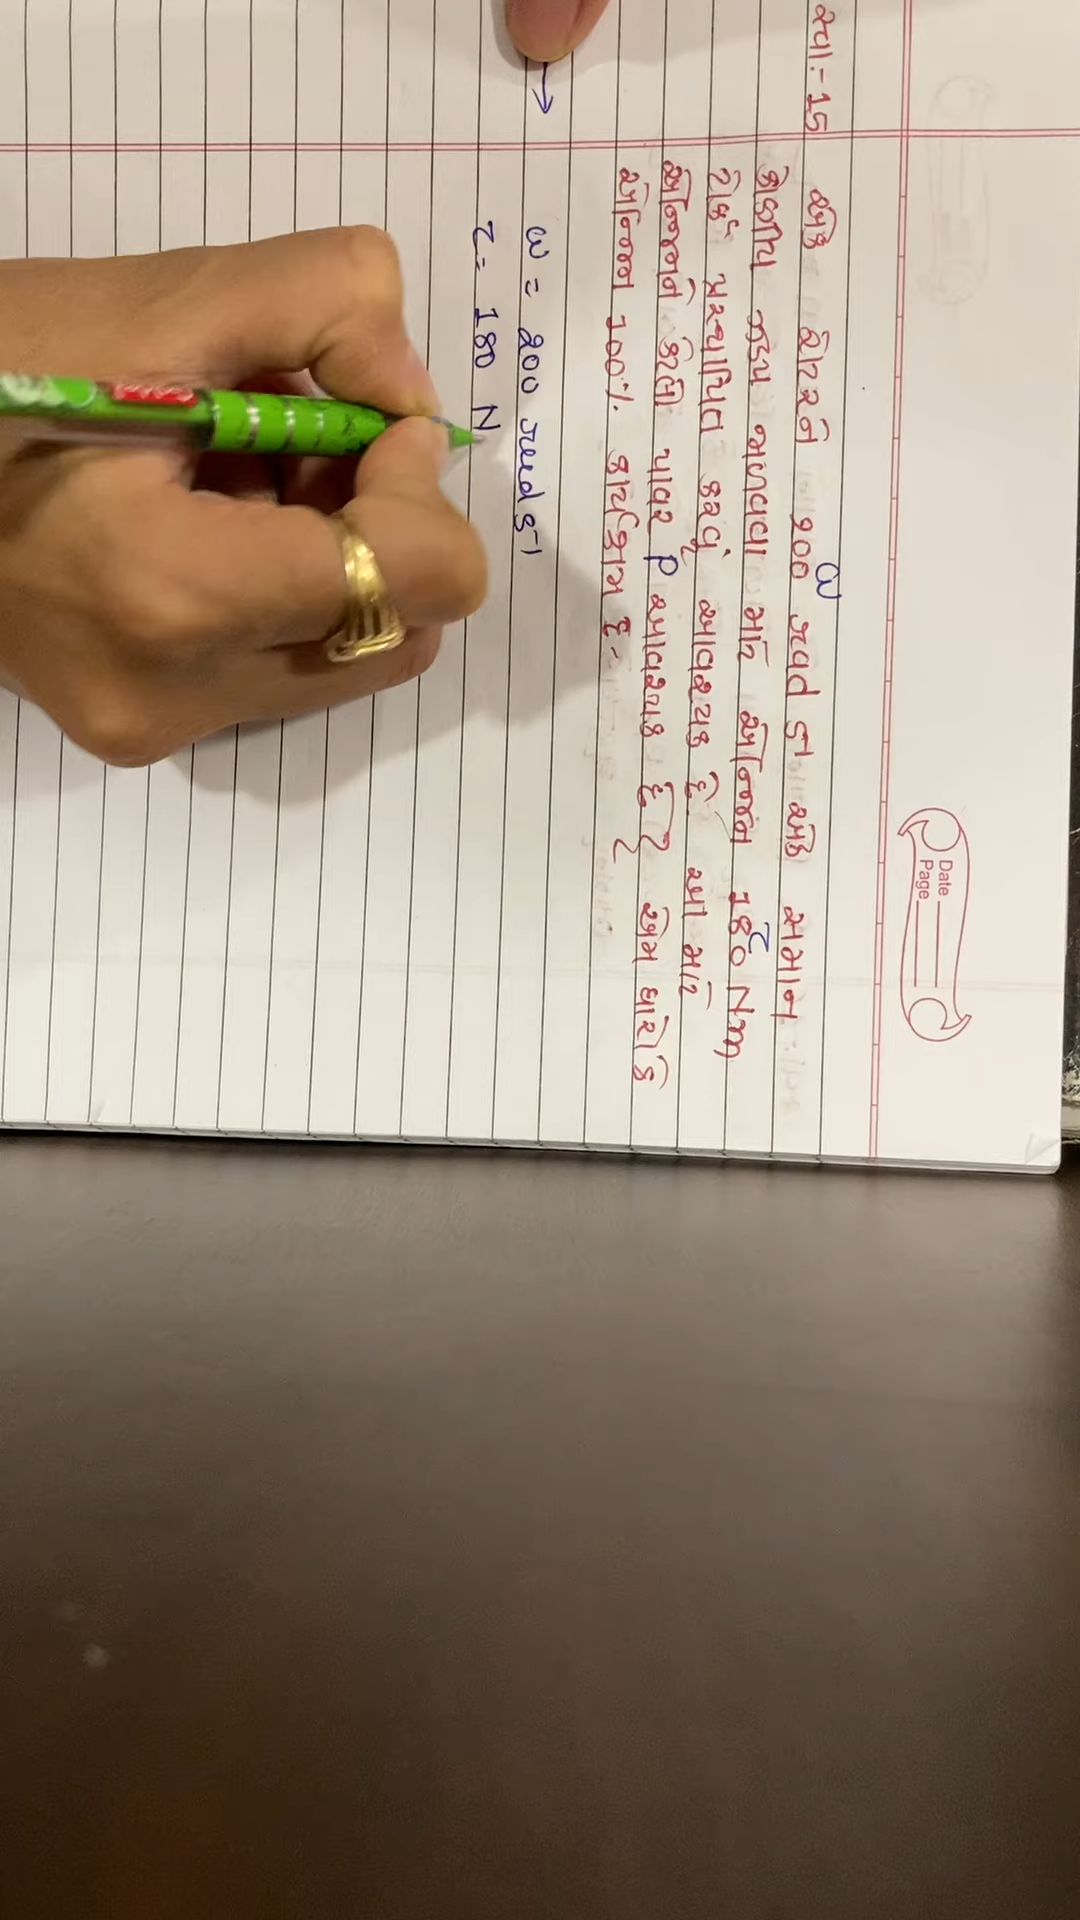 Date
Page
સ્વા.-15 એક રોટરને 200 rad s⁻¹ એક સમાન
ω
કોણીય ઝડપ જાળવવા માટે એન્જિન 180 Nm
τ
ટોર્ક પ્રસ્થાપિત કરવું આવશ્યક છે. આ માટે
એન્જિનને કેટલા પાવર P આવશ્યક છે? એમ ધારો કે
એન્જિન 100%. કાર્યક્ષમ છે.
→ ω = 200 rad s⁻¹
τ = 180 N